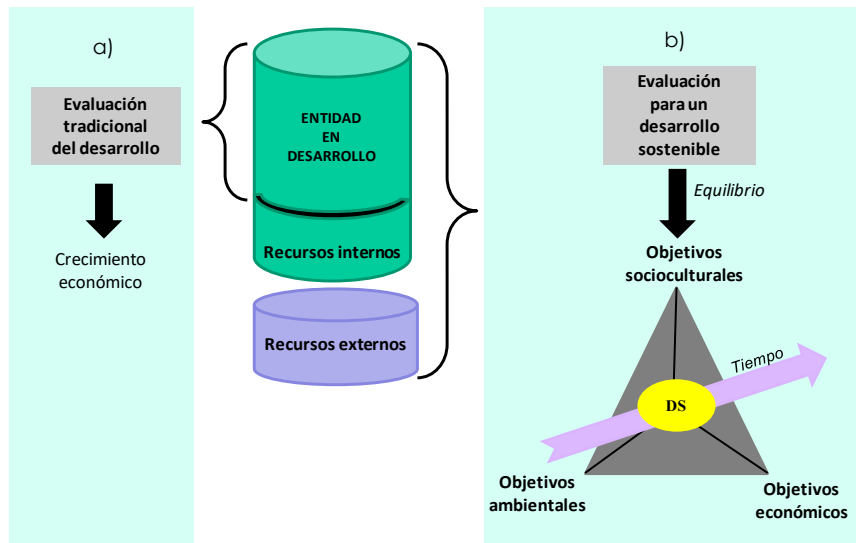 a)
Evaluación
tradicional
del desarrollo
Crecimiento
económico
ENTIDAD
EN
DESARROLLO
Recursos internos
Recursos externos
b)
Evaluación
para un
desarrollo
sostenible
Equilibrio
Objetivos
socioculturales
Tiempo
DS
Objetivos
ambientales
Objetivos
económicos